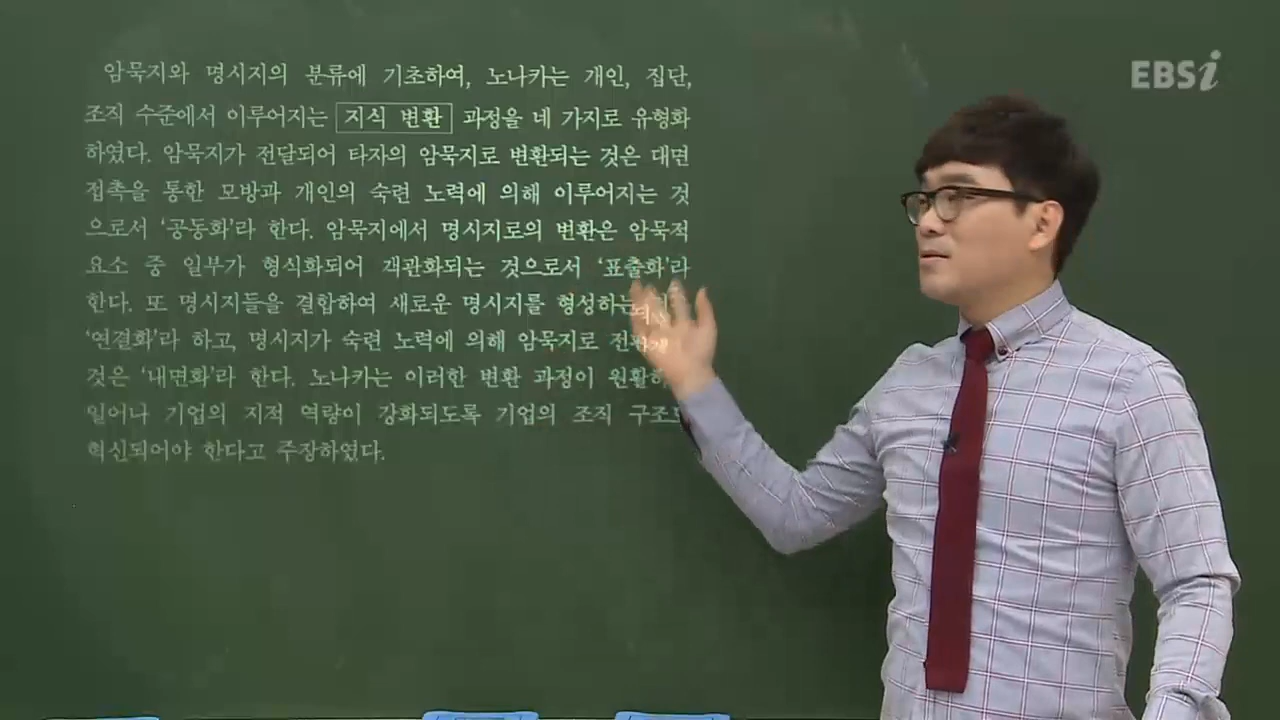 암묵지와 명시지의 분류에 기초하여, 노나카는 개인, 집단,
조직 수준에서 이루어지는 지식 변환 과정을 네 가지로 유형화
하였다. 암묵지가 전달되어 타자의 암묵지로 변환되는 것은 대면
접촉을 통한 모방과 개인의 숙련 노력에 의해 이루어지는 것
으로서 ‘공동화’라 한다. 암묵지에서 명시지로의 변환은 암묵적
요소 중 일부가 형식화되어 객관화되는 것으로서 ‘표출화’라
한다. 또 명시지들을 결합하여 새로운 명시지를 형성하는
‘연결화’라 하고, 명시지가 숙련 노력에 의해 암묵지로
것은 ‘내면화’라 한다. 노나카는 이러한 변환 과정이
일어나 기업의 지적 역량이 강화되도록 기업의 조직
혁신되어야 한다고 주장하였다.
EBSi